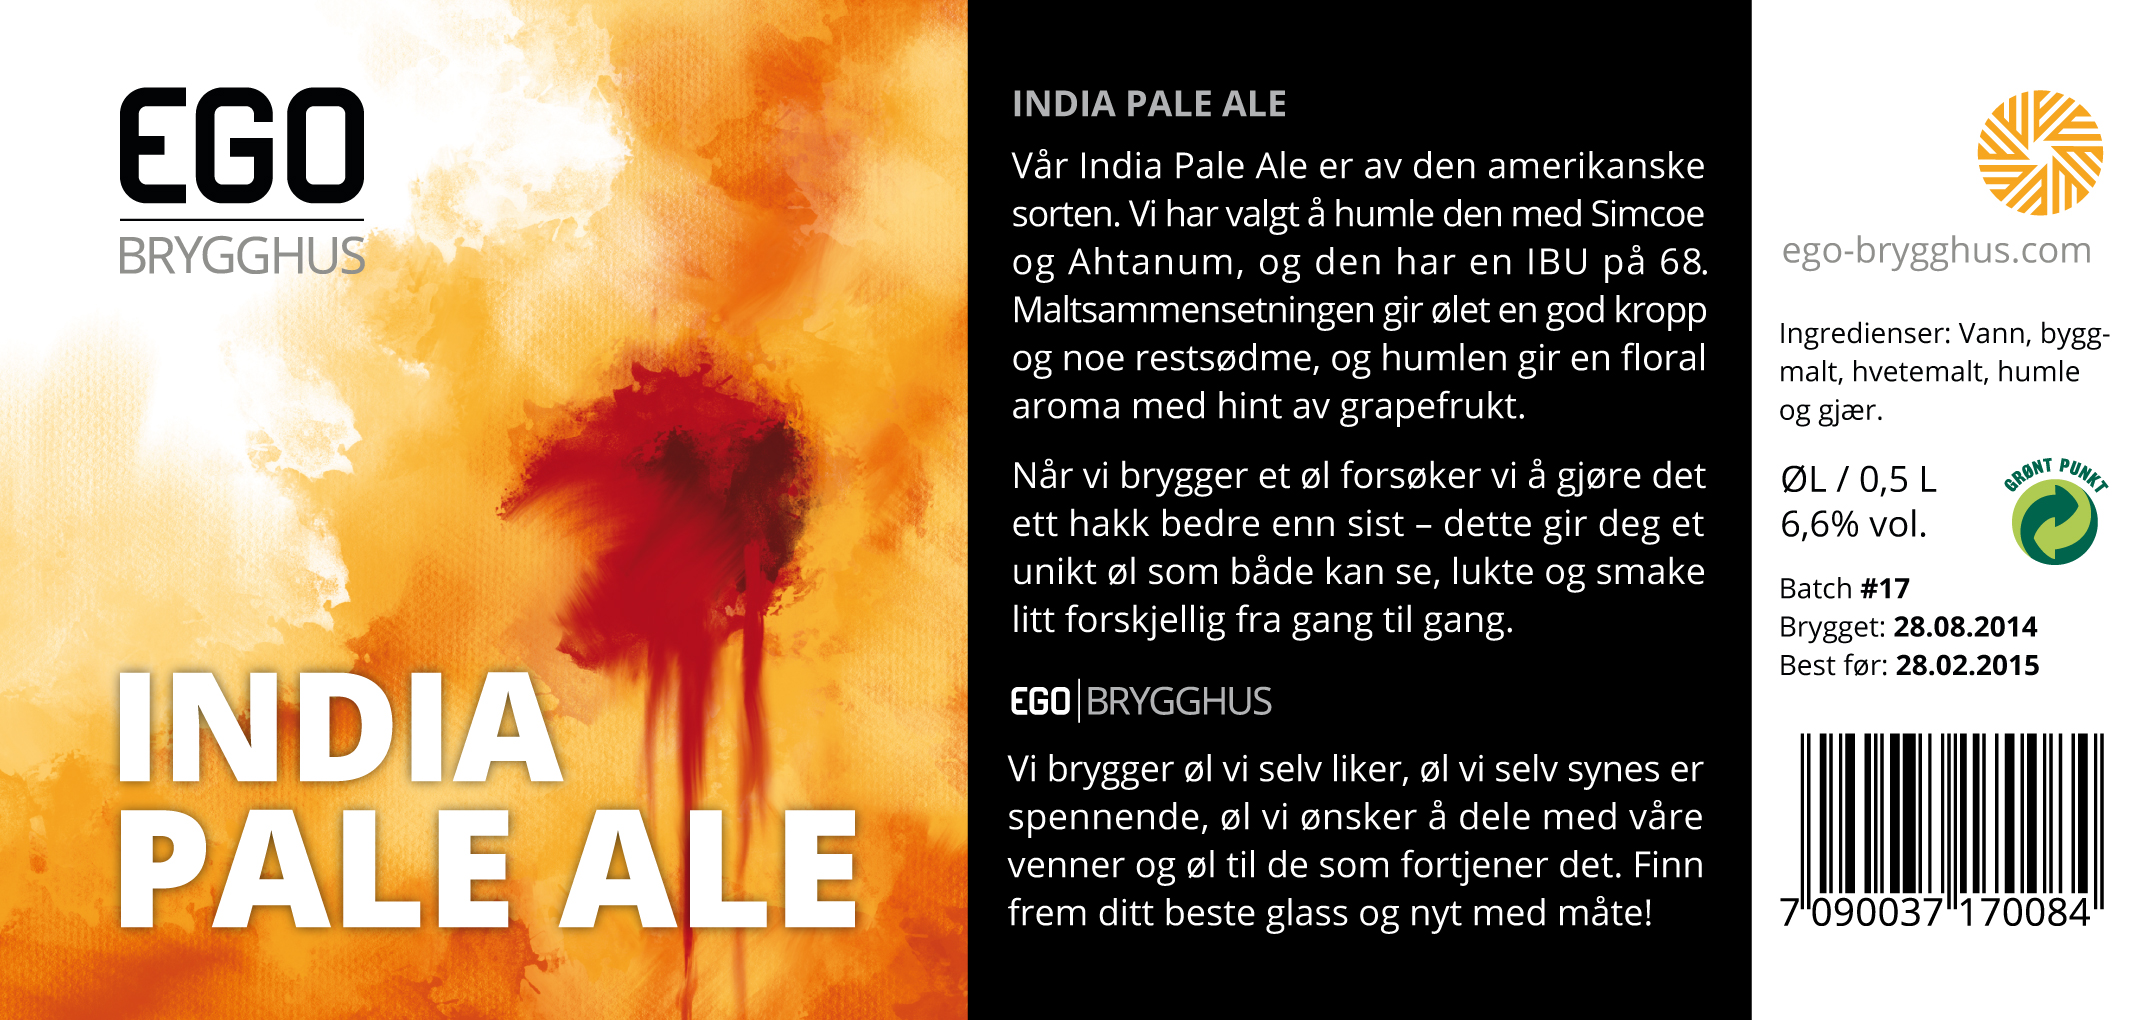 EGO
BRYGGHUS
INDIA
PALE ALE
INDIA PALE ALE
Vår India Pale Ale er av den amerikanske
sorten. Vi har valgt å humle den med Simcoe
og Ahtanum, og den har en IBU på 68.
Maltsammensetningen gir ølet en god kropp
og noe restsødme, og humlen gir en floral
aroma med hint av grapefrukt.
Når vi brygger et øl forsøker vi å gjøre det
ett hakk bedre enn sist – dette gir deg et
unikt øl som både kan se, lukte og smake
litt forskjellig fra gang til gang.
EGO BRYGGHUS
Vi brygger øl vi selv liker, øl vi selv synes er
spennende, øl vi ønsker å dele med våre
venner og øl til de som fortjener det. Finn
frem ditt beste glass og nyt med måte!
ego-brygghus.com
Ingredienser: Vann, bygg-
malt, hvetemalt, humle
og gjær.
ØL / 0,5 L
6,6% vol.
GRØNT PUNKT
Batch #17
Brygget: 28.08.2014
Best før: 28.02.2015
7 090037 170084